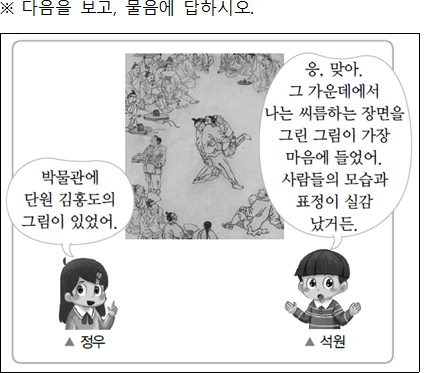 ※ 다음을 보고, 물음에 답하시오.
박물관에
단원 김홍도의
그림이 있었어.
응, 맞아.
그 가운데에서
나는 씨름하는 장면을
그린 그림이 가장
마음에 들었어.
사람들의 모습과
표정이 실감
났거든.
▲ 정우
▲ 석원